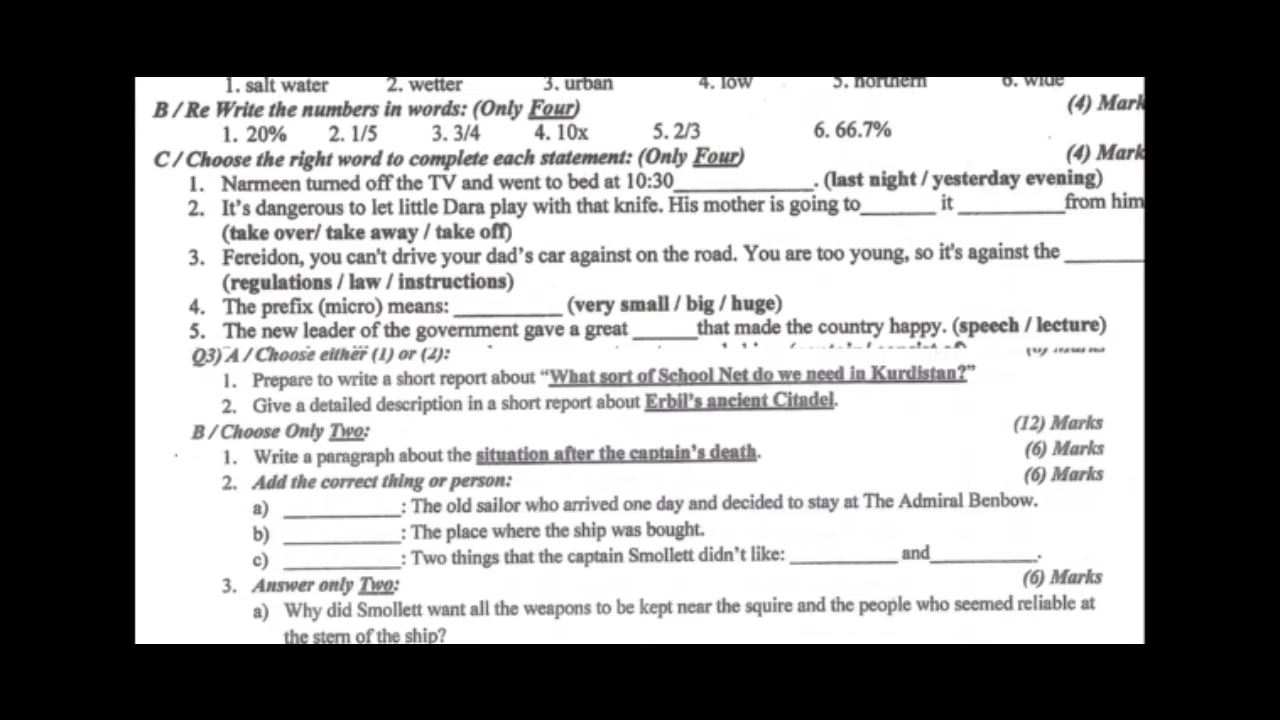 1. salt water 2. wetter 3. urban 4. low 5. northern 6. wide
B / Re Write the numbers in words: (Only Four) (4) Mark
1. 20% 2. 1/5 3. 3/4 4. 10x 5. 2/3 6. 66.7%
C / Choose the right word to complete each statement: (Only Four) (4) Mark
1. Narmeen turned off the TV and went to bed at 10:30______________. (last night / yesterday evening)
2. It's dangerous to let little Dara play with that knife. His mother is going to_______ it __________from him
(take over/ take away / take off)
3. Fereidon, you can't drive your dad's car against on the road. You are too young, so it's against the ________
(regulations / law / instructions)
4. The prefix (micro) means: __________ (very small / big / huge)
5. The new leader of the government gave a great ______that made the country happy. (speech / lecture)
Q3) A / Choose either (1) or (2):
1. Prepare to write a short report about "What sort of School Net do we need in Kurdistan?"
2. Give a detailed description in a short report about Erbil's ancient Citadel.
B / Choose Only Two: (12) Marks
1. Write a paragraph about the situation after the captain's death. (6) Marks
2. Add the correct thing or person: (6) Marks
a) ___________: The old sailor who arrived one day and decided to stay at The Admiral Benbow.
b) ___________: The place where the ship was bought.
c) ___________: Two things that the captain Smollett didn't like: __________ and__________.
3. Answer only Two: (6) Marks
a) Why did Smollett want all the weapons to be kept near the squire and the people who seemed reliable at
the stern of the ship?